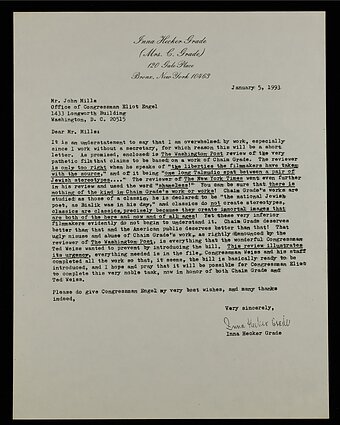 Inna Hecker Grade
(Mrs. C. Grade)
120 Gale Place
Bronx, New York 10463
January 5, 1993
Mr. John Mills
Office of Congressman Eliot Engel
1433 Longworth Building
Washington, D. C. 20515
Dear Mr. Mills:
It is an understatement to say that I am overwhelmed by work, especially
since I work without a secretary, for which reason this will be a short
letter. As promised, enclosed is The Washington Post review of the very
pathetic film that claims to be based on a work of Chaim Grade. The reviewer
is only too right when he speaks of "the liberties the filmmakers have taken
with the source," and of it being "one long Talmudic spat between a pair of
Jewish stereotypes...." The reviewer of The New York Times went even further
in his review and used the word "shameless!" You can be sure that there is
nothing of the kind in Chaim Grade's work or works! Chaim Grade's works are
studied as those of a classic, he is declared to be "the national Jewish
poet, as Bialik was in his day," and classics do not create stereotypes,
classics are classics precisely because they create immortal images that
are both of the here and now and of all ages! Yet these very inferior
filmmakers evidently do not begin to understand it. Chaim Grade deserves
better than that and the American public deserves better than that! That
ugly misuse and abuse of Chaim Grade's work, as rightly denounced by the
reviewer of The Washington Post, is everything that the wonderful Congressman
Ted Weiss wanted to prevent by introducing the bill. This review illustrates
its urgency, everything needed is in the file, Congressman Weiss and his staff
completed all the work so that, it seems, the bill is basically ready to be
introduced, and I hope and pray that it will be possible for Congressman Eliot
to complete this very noble task, now in honor of both Chaim Grade and
Ted Weiss.
Please do give Congressman Engel my very best wishes, and many thanks
indeed,
Very sincerely,
Inna Hecker Grade
Inna Hecker Grade